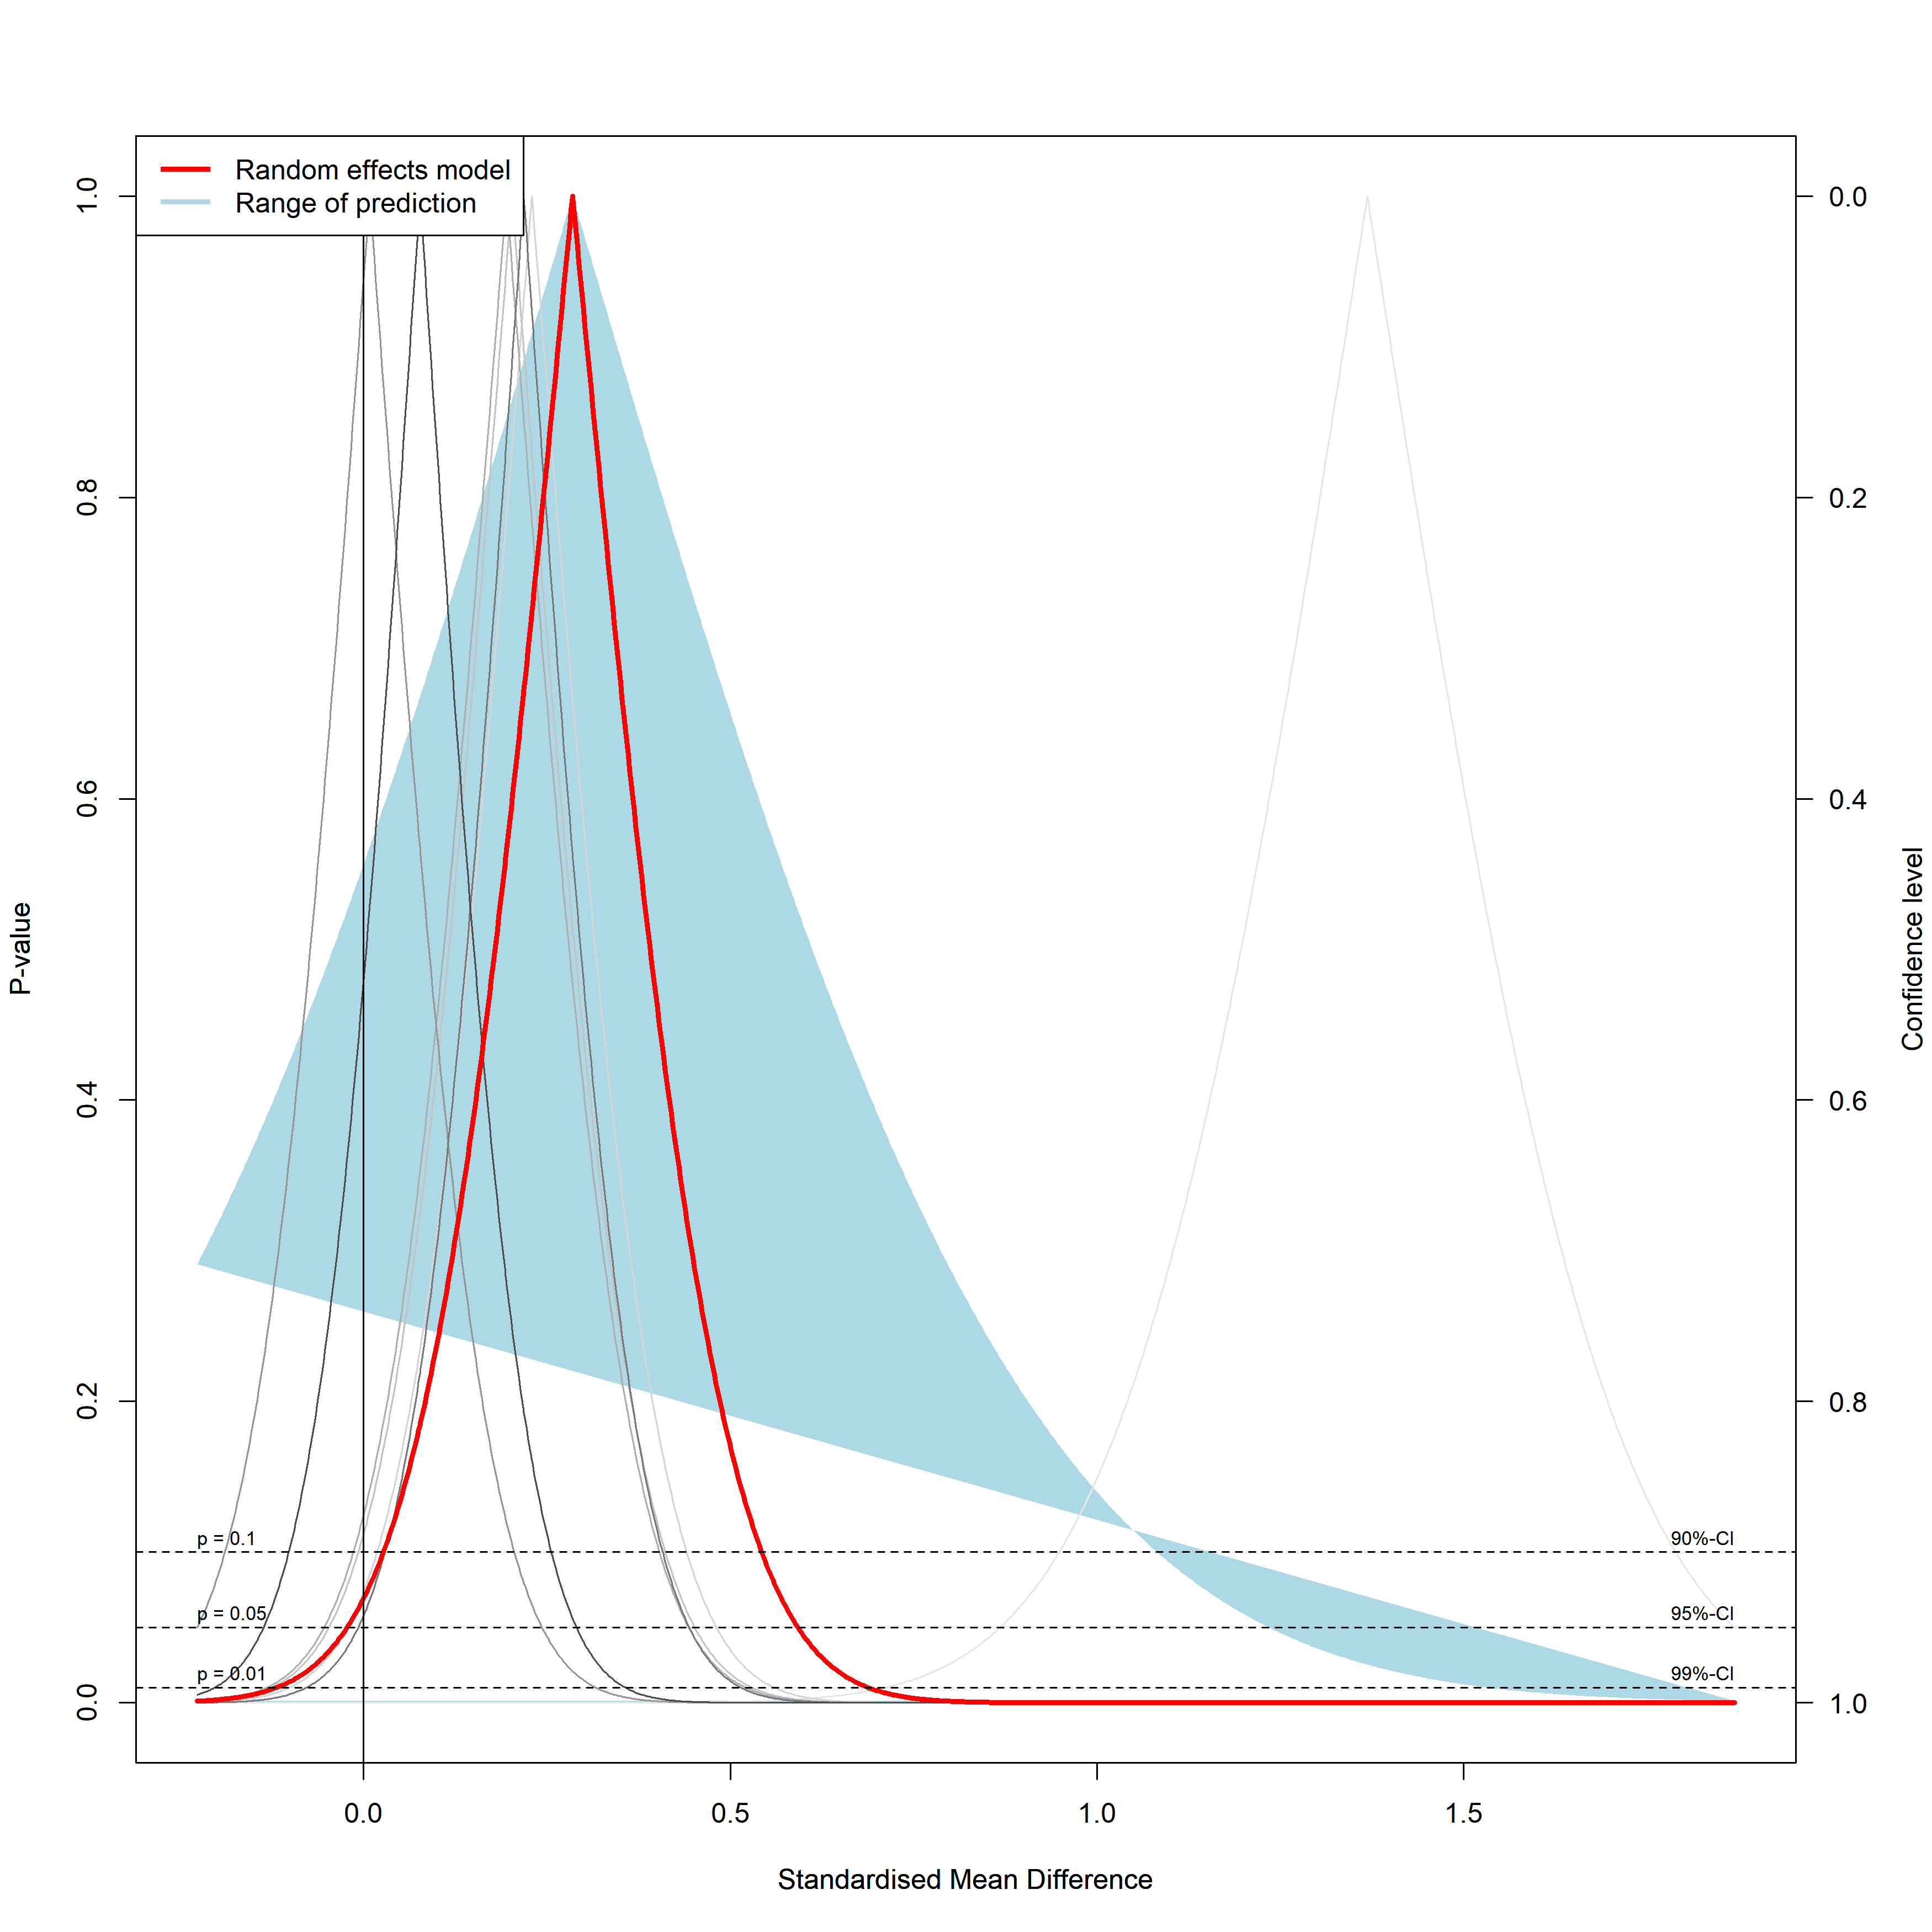 Random effects model
Range of prediction
1.0
0.8
0.6
0.4
0.2
0.0
P-value
0.0
0.2
0.4
0.6
0.8
1.0
Confidence level
p = 0.1
90%-CI
p = 0.05
95%-CI
p = 0.01
99%-CI
0.0
0.5
1.0
1.5
Standardised Mean Difference